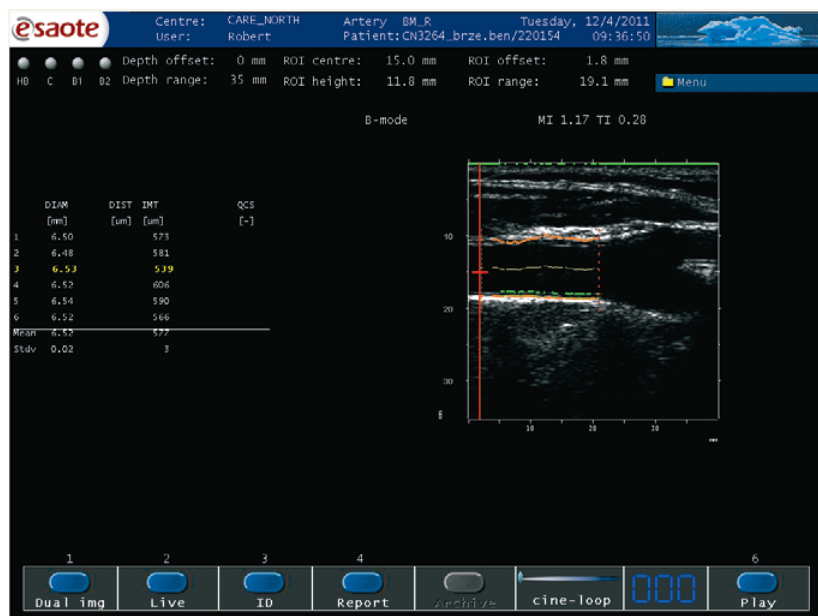 esaote
Centre: CARE_NORTH Artery BM_R Tuesday, 12/4/2011
User: Robert Patient:CN3264_brze.ben/220154 09:36:50
Depth offset: 0 mm ROI centre: 15.0 mm ROI offset: 1.8 mm
HB C B1 B2 Depth range: 35 mm ROI height: 11.8 mm ROI range: 19.1 mm Menu
B-mode MI 1.17 TI 0.28
DIAM DIST IMT QCS
[mm] [um] [um] [-]
1 6.50 573
2 6.48 581
3 6.53 539
4 6.52 606
5 6.54 590
6 6.52 566
Mean 6.52 577
Stdv 0.02 3
10
20
30
10 20 30
mm
1 2 3 4 6
Dual img Live ID Report Archive cine-loop 000 Play